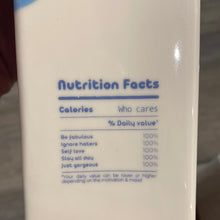 Nutrition Facts
Calories Who cares
% Daily value*
Be fabulous 100%
Ignore haters 100%
Self love 100%
Slay all day 100%
Just gorgeous 100%
*Your daily value can be lower or higher
depending on the motivation & mood